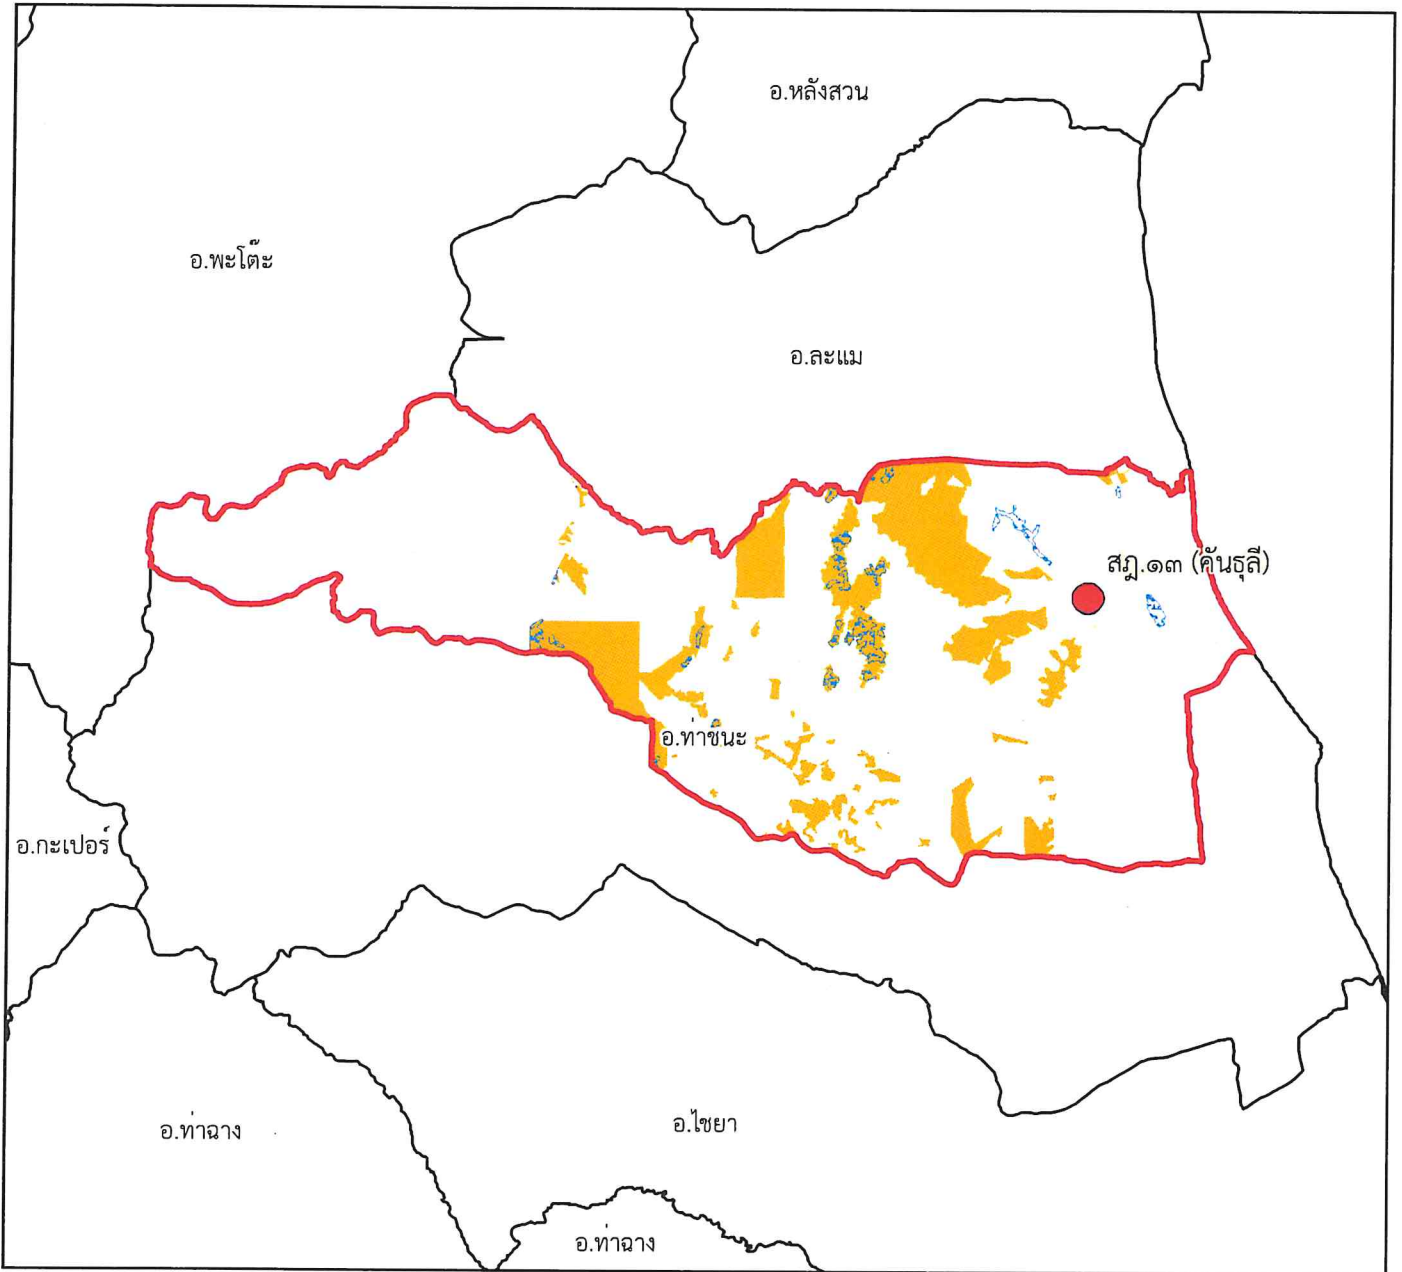 อ.หลังสวน
อ.พะโต๊ะ
อ.ละแม
สฎ.๑๓ (คันธุลี)
อ.ท่าชนะ
อ.กะเปอร์
อ.ท่าฉาง
อ.ไชยา
อ.ท่าฉาง